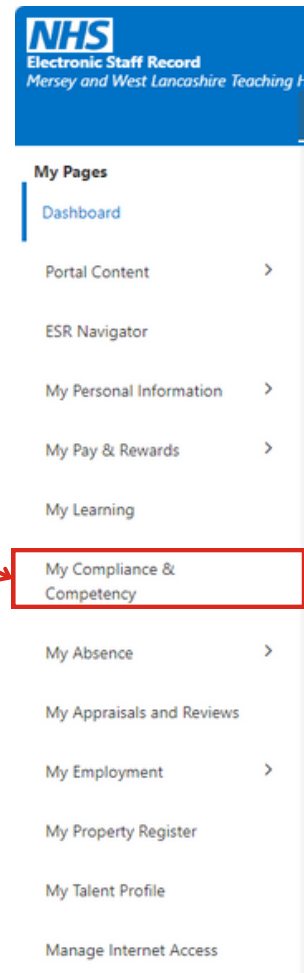 NHS
Electronic Staff Record
Mersey and West Lancashire Teaching
My Pages
Dashboard
Portal Content
ESR Navigator
My Personal Information
My Pay & Rewards
My Learning
My Compliance &
Competency
My Absence
My Appraisals and Reviews
My Employment
My Property Register
My Talent Profile
Manage Internet Access